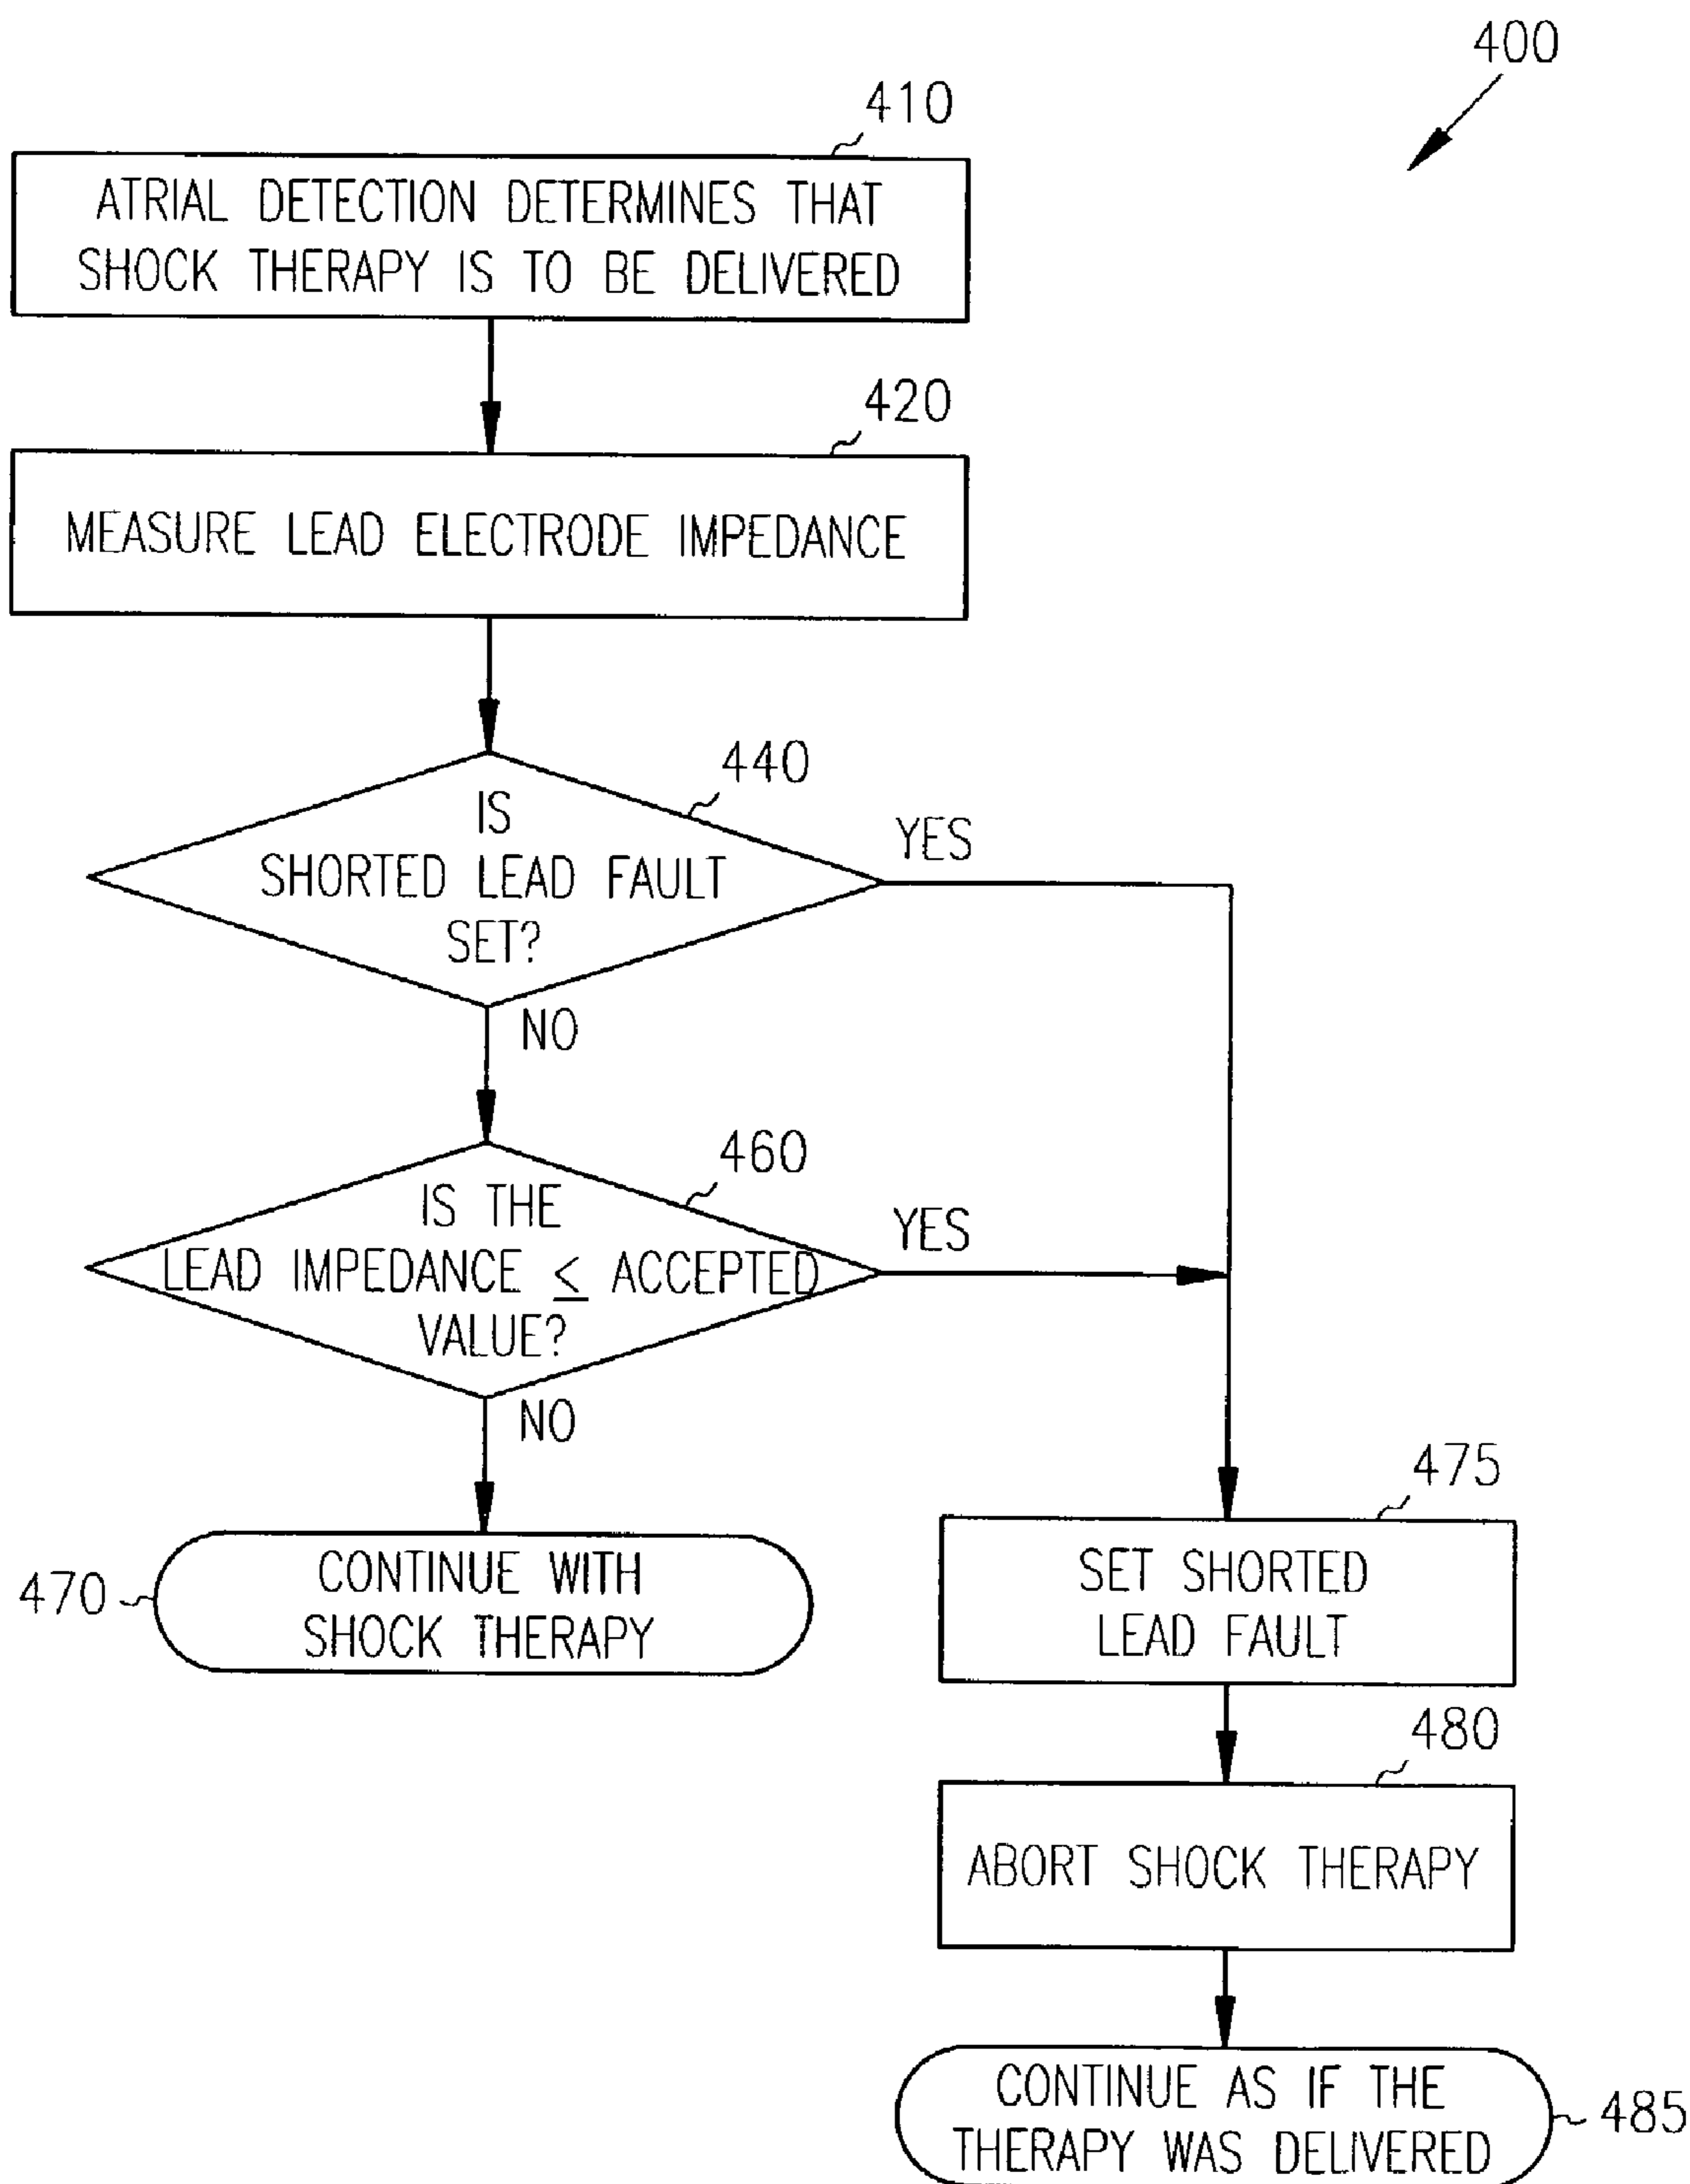 400
410
ATRIAL DETECTION DETERMINES THAT
SHOCK THERAPY IS TO BE DELIVERED
420
MEASURE LEAD ELECTRODE IMPEDANCE
440
IS
SHORTED LEAD FAULT
SET?
YES
NO
460
IS THE
LEAD IMPEDANCE ≤ ACCEPTED
VALUE?
YES
NO
470
CONTINUE WITH
SHOCK THERAPY
475
SET SHORTED
LEAD FAULT
480
ABORT SHOCK THERAPY
CONTINUE AS IF THE
THERAPY WAS DELIVERED
485